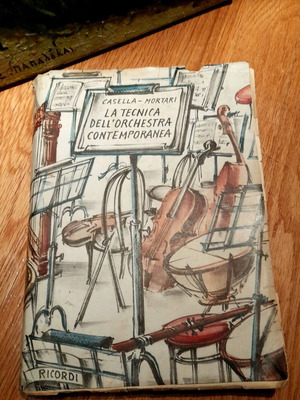 CASELLA - MORTARI
LA TECNICA
DELL'ORCHESTRA
CONTEMPORANEA
RICORDI